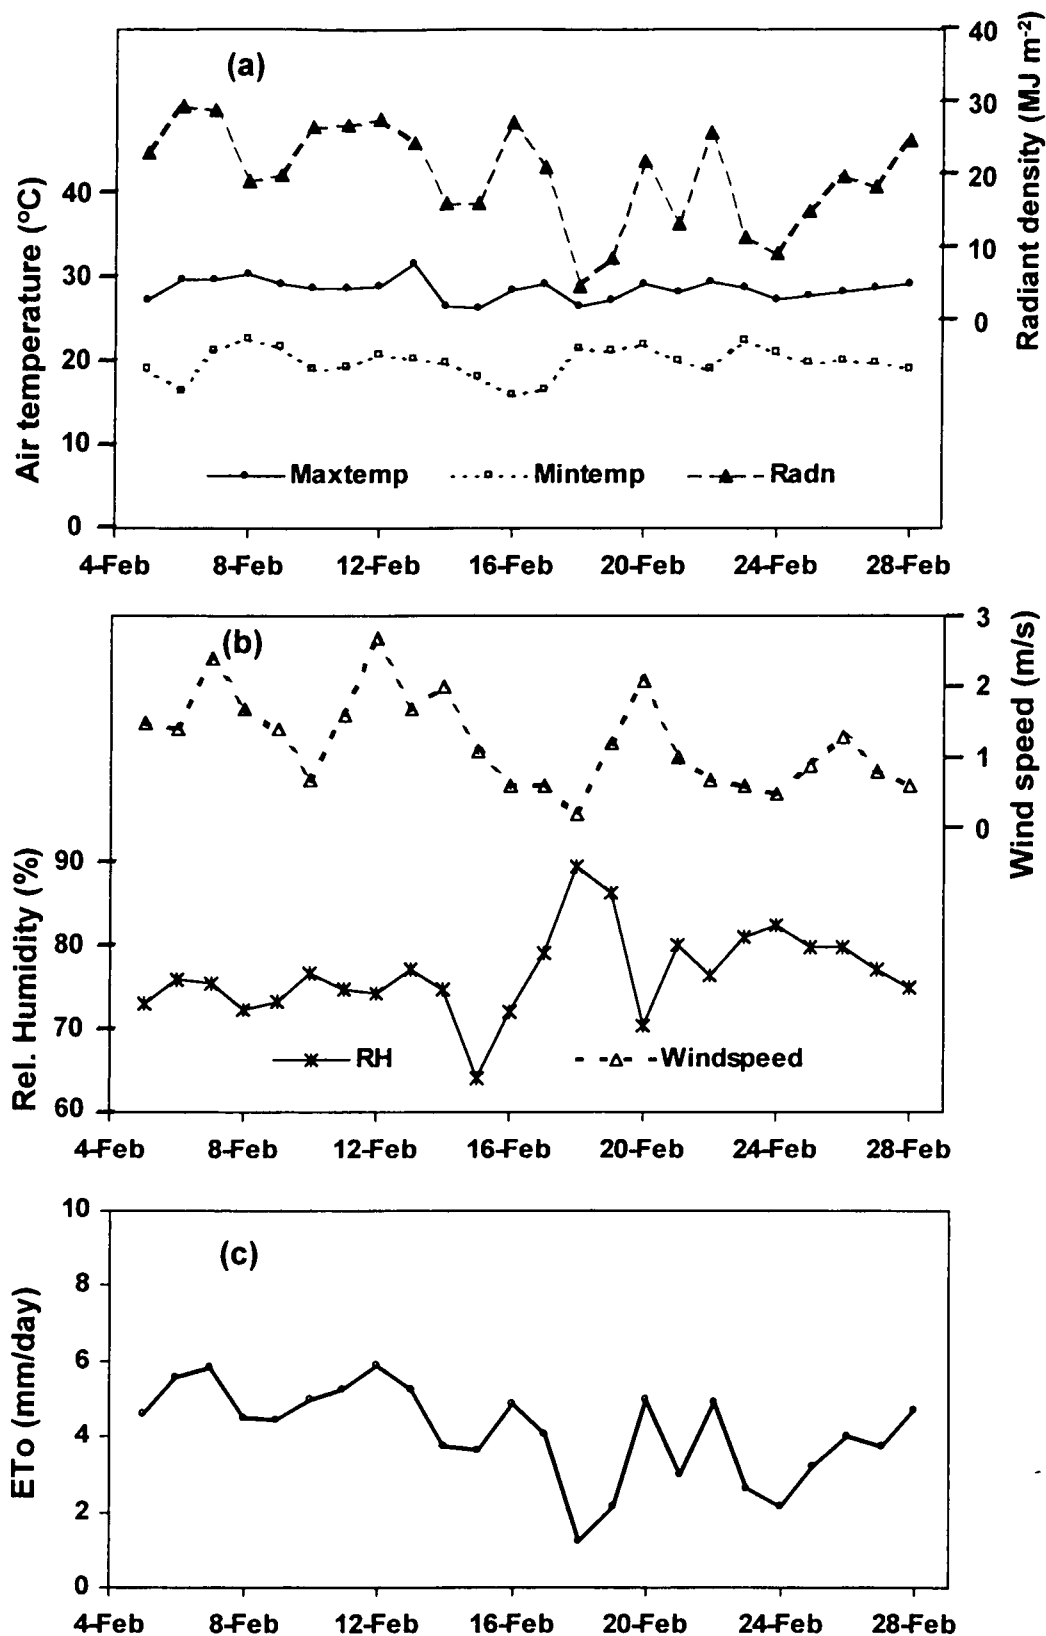 (a)
Air temperature (°C)
40
30
20
10
0
40
30
20
10
0
Radiant density (MJ m-2)
Maxtemp Mintemp Radn
4-Feb 8-Feb 12-Feb 16-Feb 20-Feb 24-Feb 28-Feb
(b)
3
2
1
0
Wind speed (m/s)
Rel. Humidity (%)
90
80
70
60
RH Windspeed
4-Feb 8-Feb 12-Feb 16-Feb 20-Feb 24-Feb 28-Feb
(c)
ETo (mm/day)
10
8
6
4
2
0
4-Feb 8-Feb 12-Feb 16-Feb 20-Feb 24-Feb 28-Feb